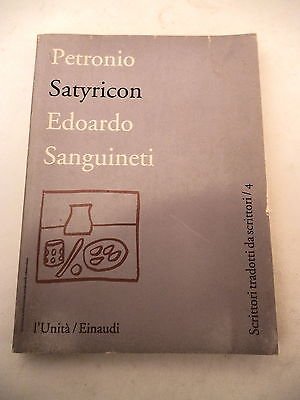 Petronio
Satyricon
Edoardo
Sanguineti
l'Unità / Einaudi
Scrittori tradotti da scrittori / 4